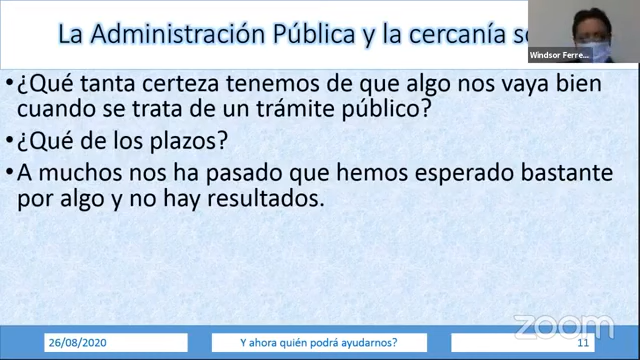 La Administración Pública y la cercanía
Windsor Ferre...
•¿Qué tanta certeza tenemos de que algo nos vaya bien
cuando se trata de un trámite público?
•¿Qué de los plazos?
•A muchos nos ha pasado que hemos esperado bastante
por algo y no hay resultados.
26/08/2020
Y ahora quién podrá ayudarnos?
11
zoom